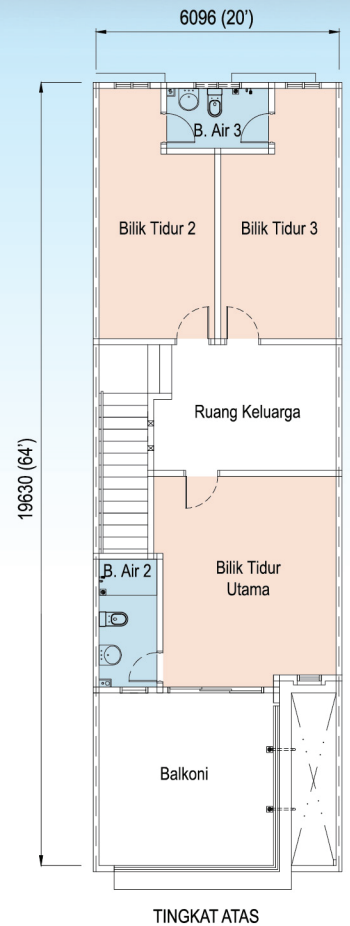 6096 (20')
B. Air 3
Bilik Tidur 2
Bilik Tidur 3
Ruang Keluarga
19630 (64')
B. Air 2
Bilik Tidur
Utama
Balkoni
TINGKAT ATAS